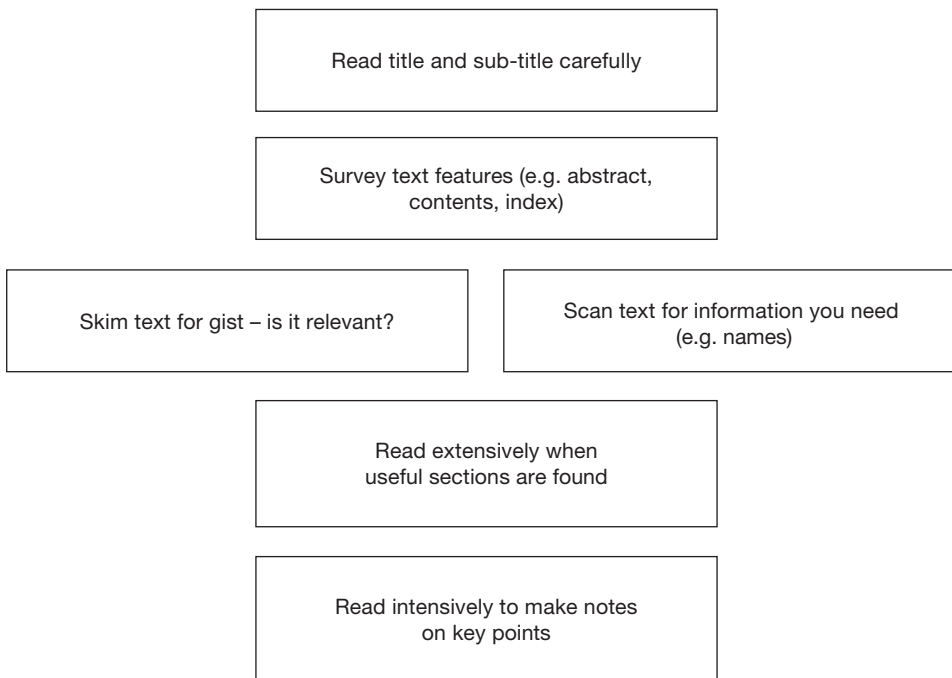 Read title and sub-title carefully
Survey text features (e.g. abstract,
contents, index)
Skim text for gist – is it relevant?
Scan text for information you need
(e.g. names)
Read extensively when
useful sections are found
Read intensively to make notes
on key points